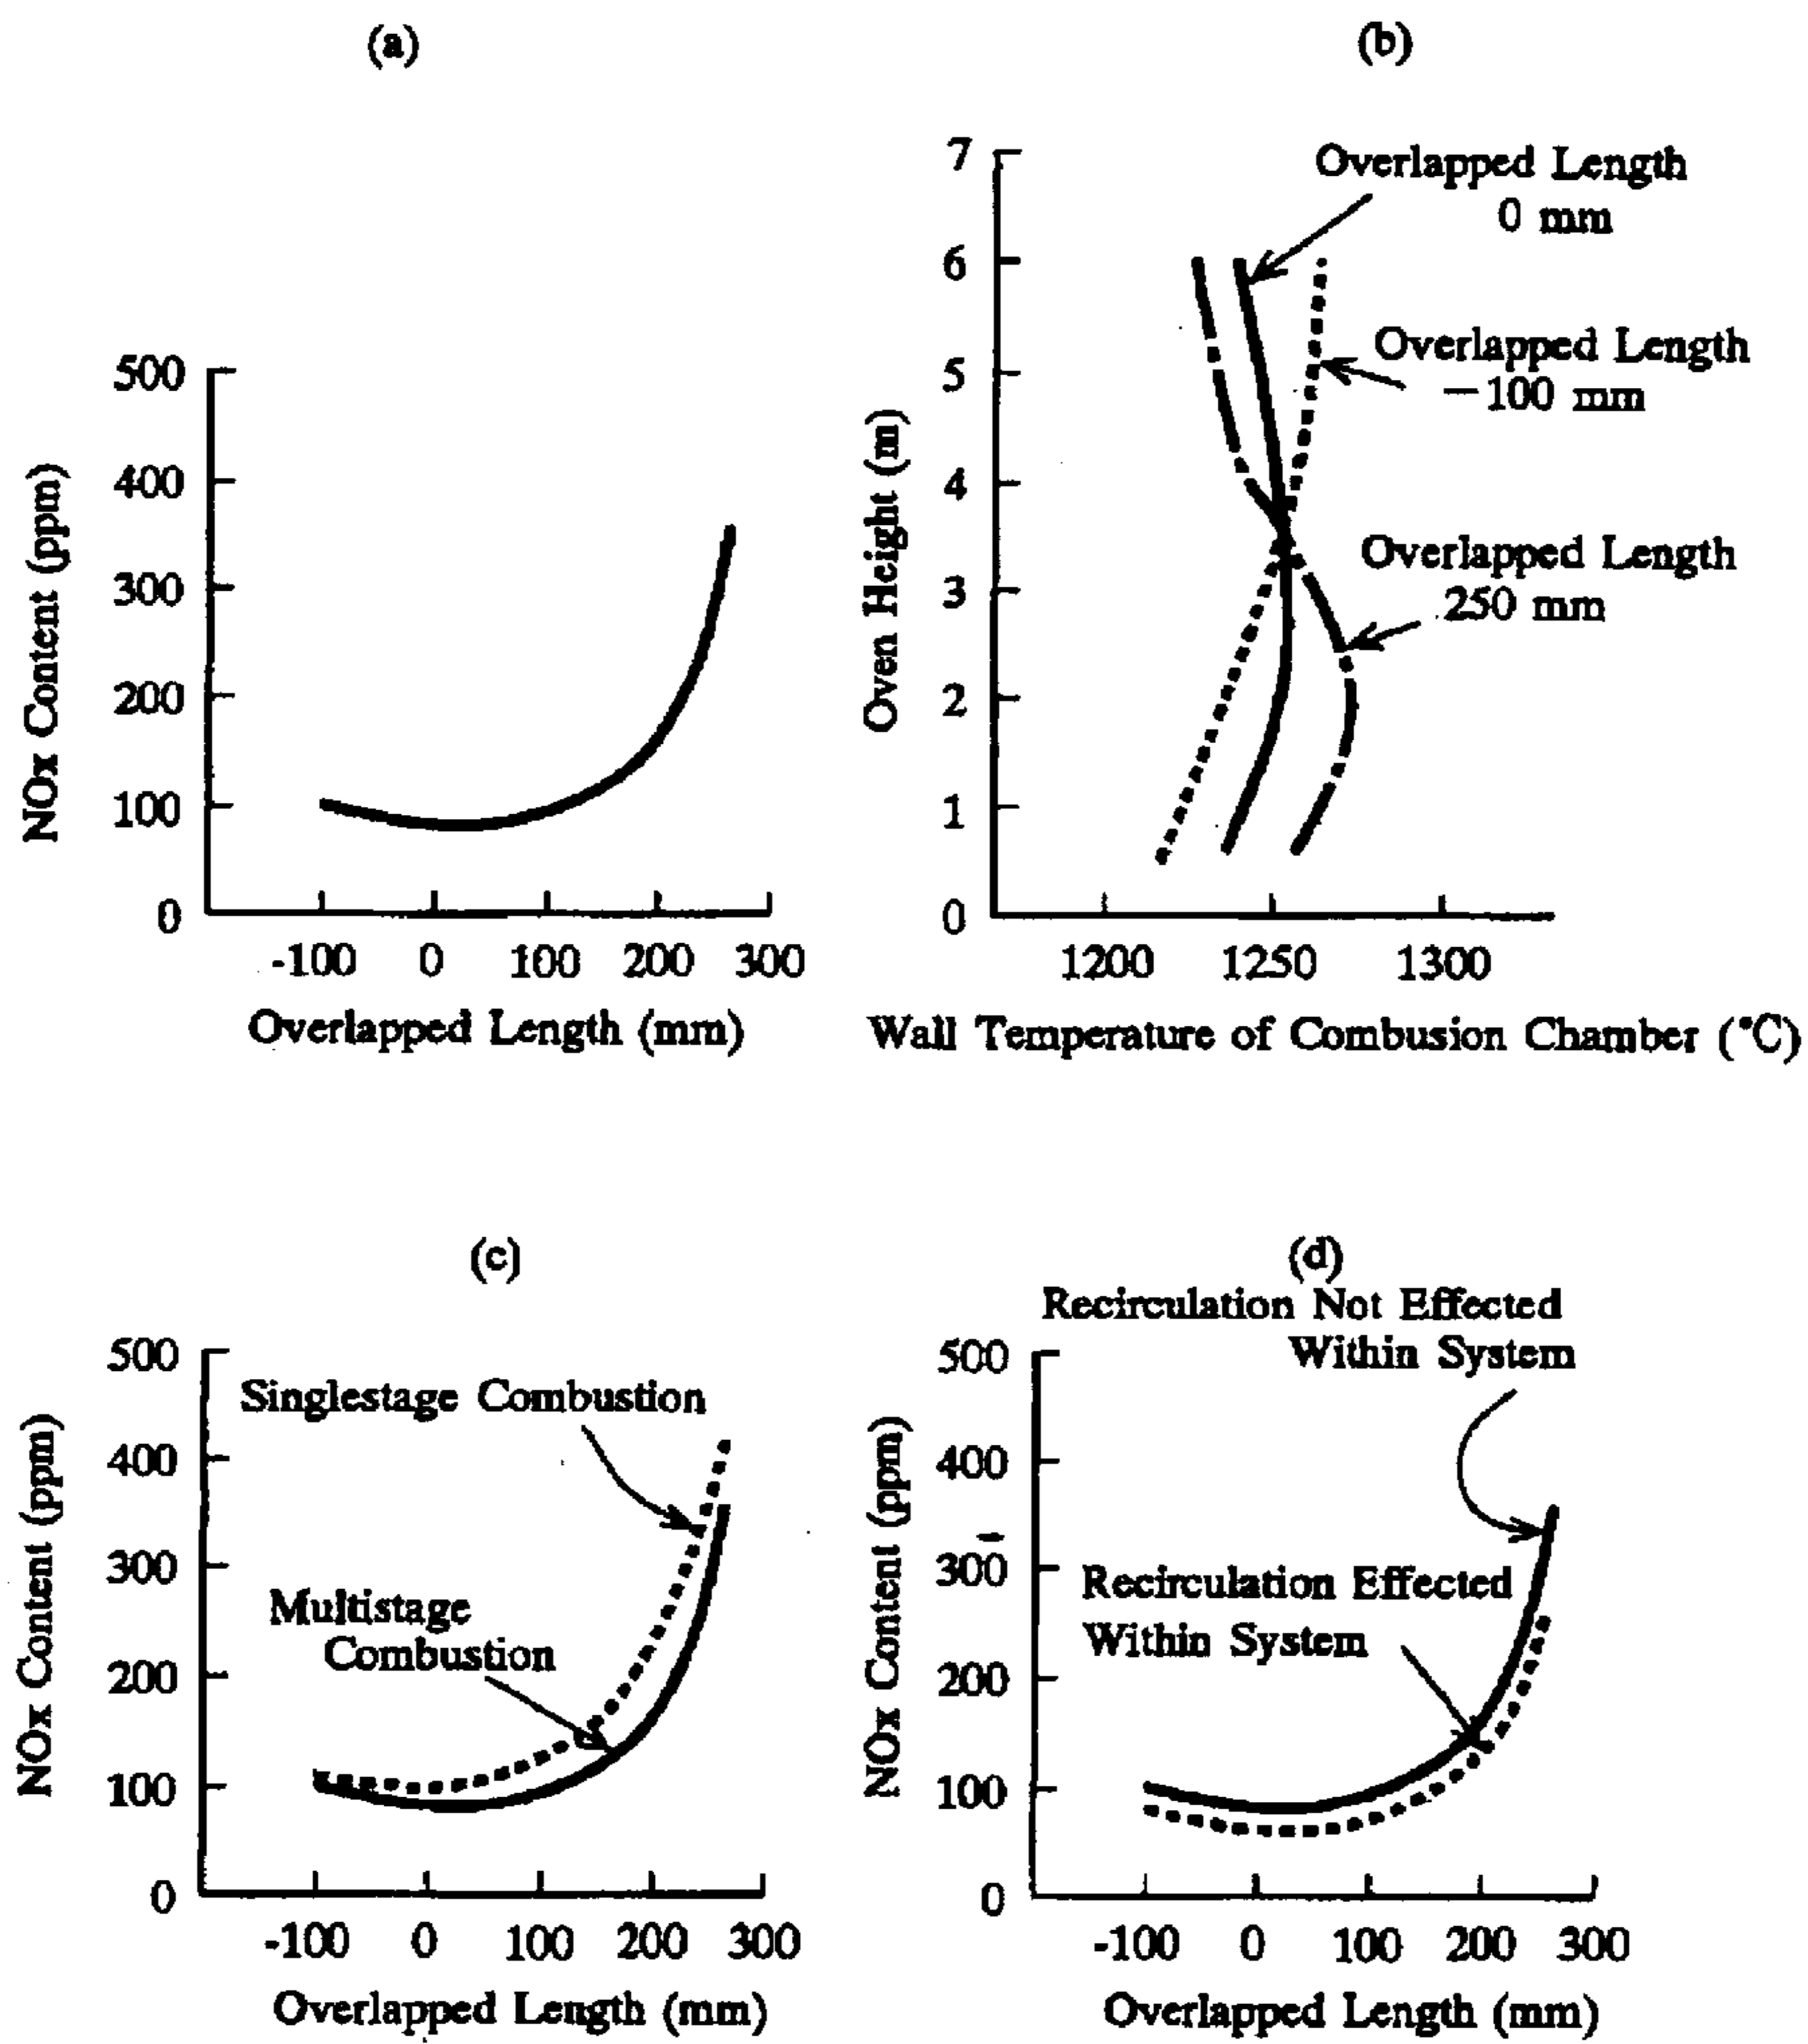 (a)
500
400
300
200
100
0
-100 0 100 200 300
NOx Content (ppm)
Overlapped Length (mm)
(b)
7
6
5
4
3
2
1
0
1200 1250 1300
Oven Height (m)
Wall Temperature of Combusion Chamber (°C)
Overlapped Length
0 mm
Overlapped Length
−100 mm
Overlapped Length
250 mm
(c)
500
400
300
200
100
0
-100 0 100 200 300
NOx Content (ppm)
Overlapped Length (mm)
Singlestage Combustion
Multistage
Combustion
(d)
Recirculation Not Effected
Within System
500
400
300
200
100
0
-100 0 100 200 300
NOx Content (ppm)
Overlapped Length (mm)
Recirculation Effected
Within System